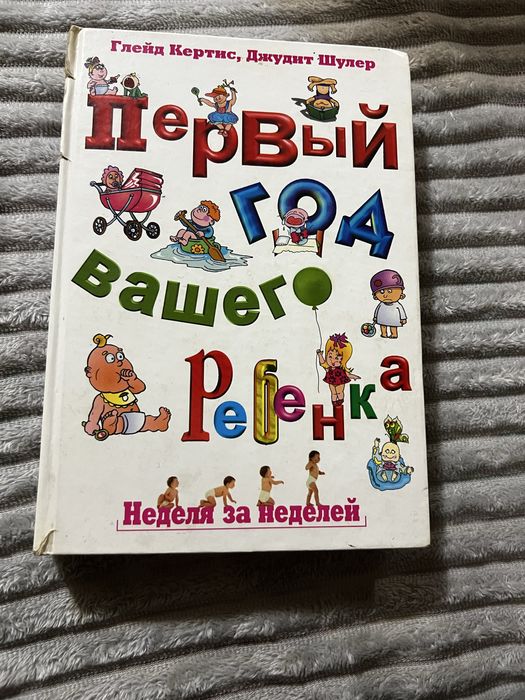 Глейд Кертис, Джудит Шулер
Первый
год
вашего
Ребенка
Неделя за неделей